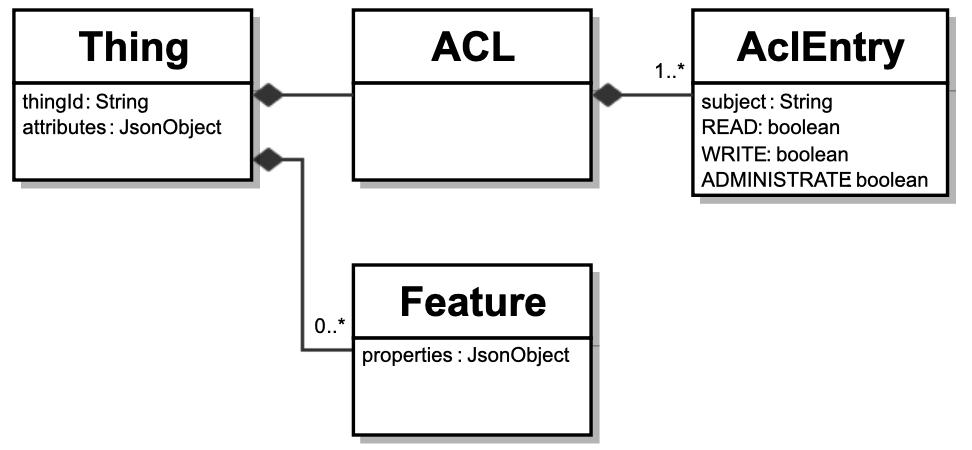 Thing
thingId: String
attributes: JsonObject
ACL
1..*
AclEntry
subject: String
READ: boolean
WRITE: boolean
ADMINISTRATE: boolean
0..*
Feature
properties: JsonObject